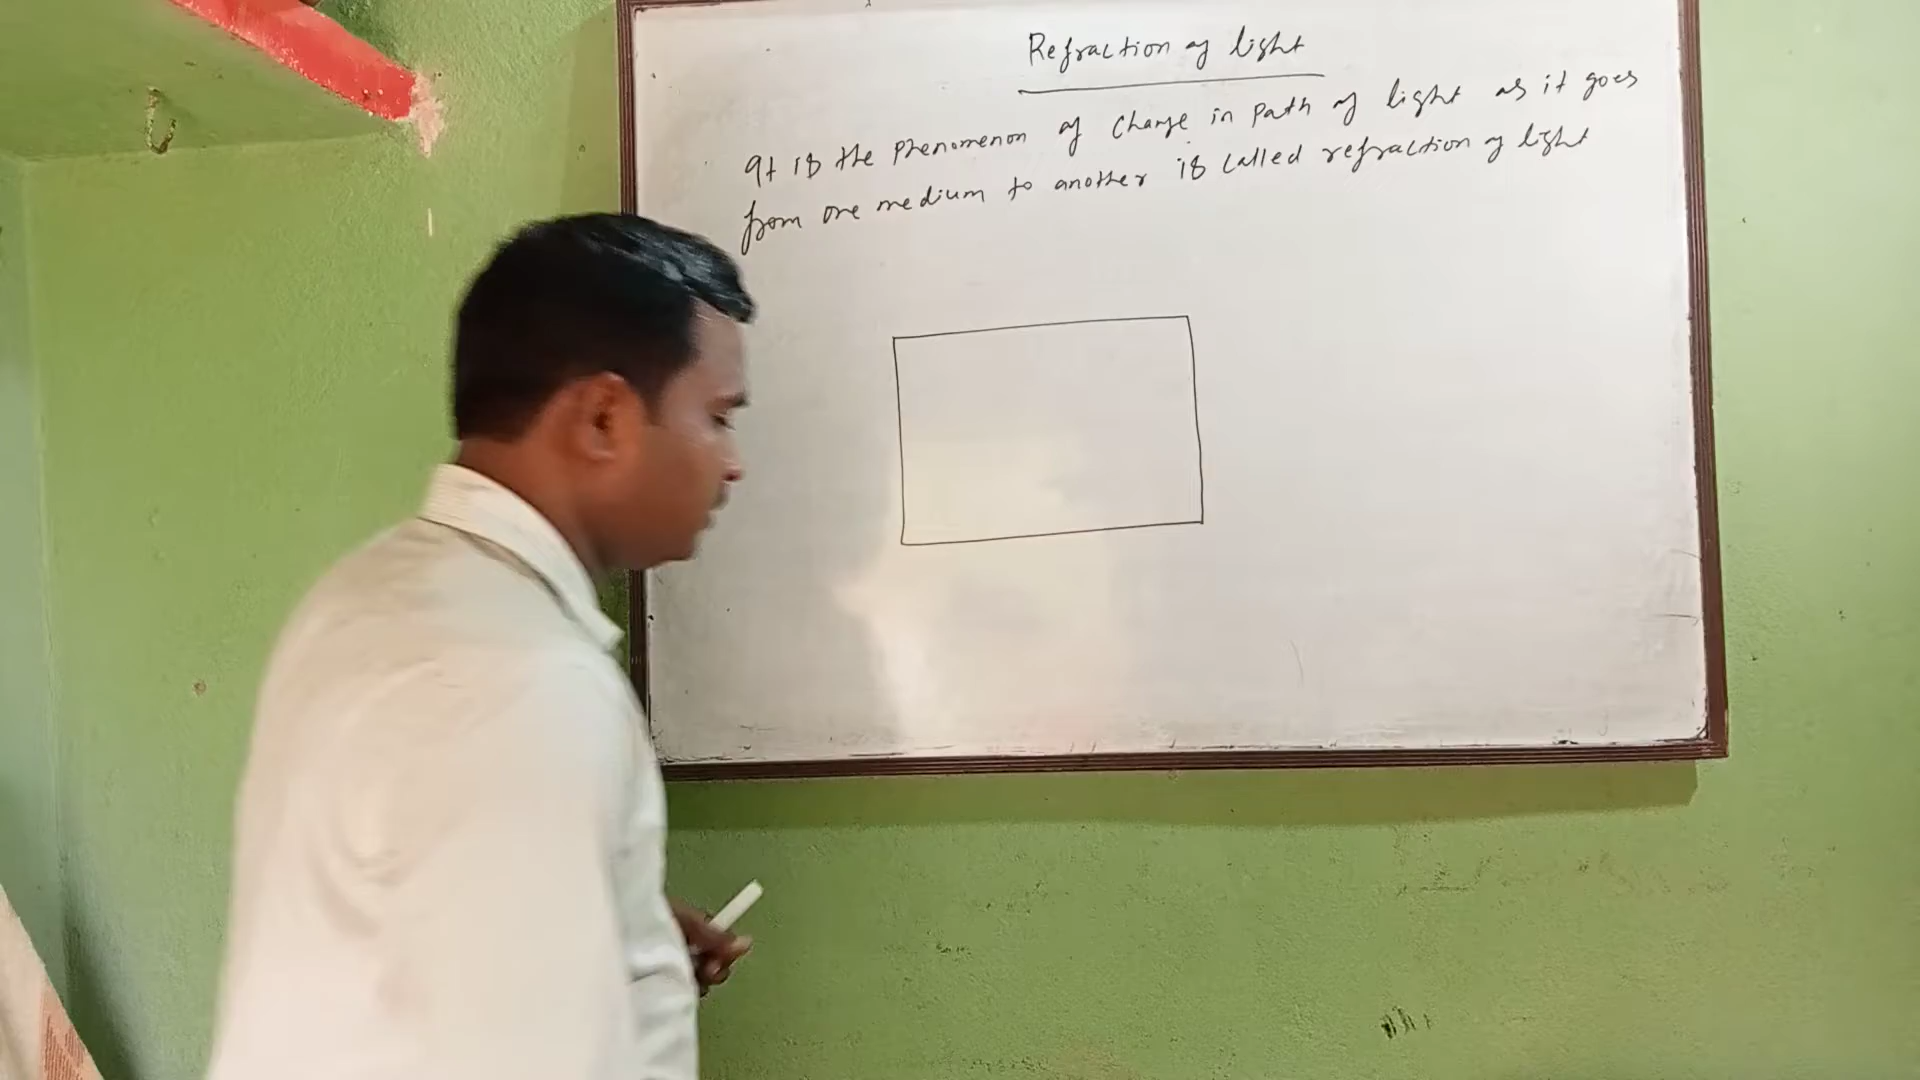 Refraction of light
It is the phenomenon of change in path of light as it goes
from one medium to another is called refraction of light